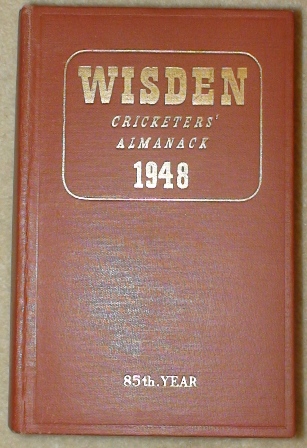 WISDEN
CRICKETERS'
ALMANACK
1948
85th. YEAR